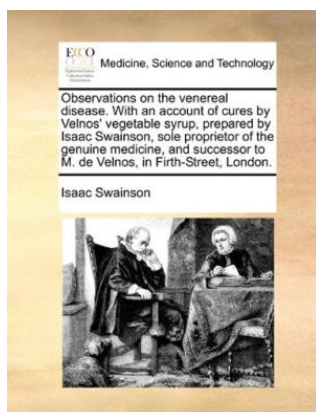 ECCO
Medicine, Science and Technology
Observations on the venereal
disease. With an account of cures by
Velnos' vegetable syrup, prepared by
Isaac Swainson, sole proprietor of the
genuine medicine, and successor to
M. de Velnos, in Firth-Street, London.
Isaac Swainson